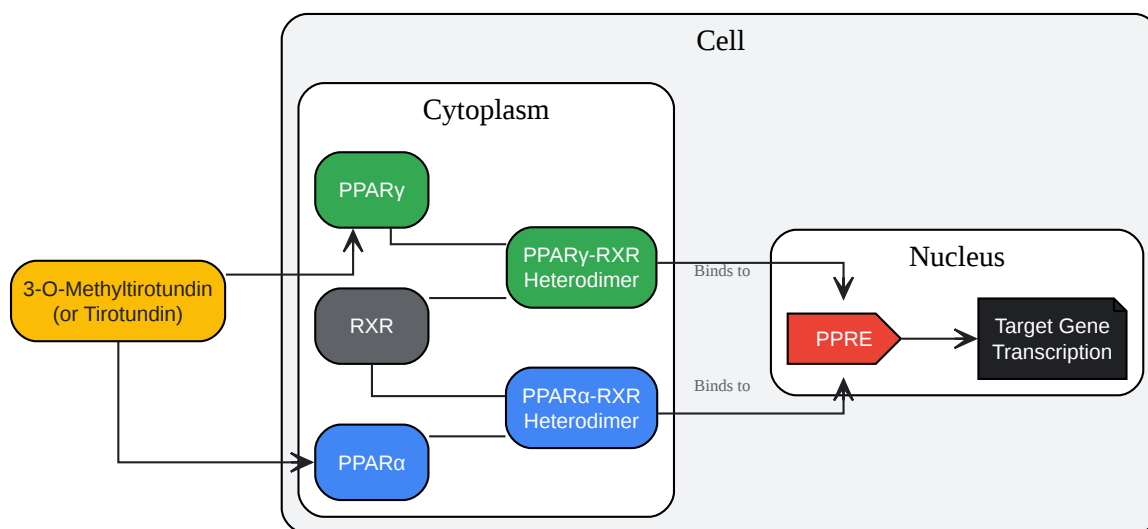 Cell
Cytoplasm
PPARγ
3-O-Methyltirotundin
(or Tirotundin)
RXR
PPARα
PPARγ-RXR
Heterodimer
PPARα-RXR
Heterodimer
Binds to
Binds to
Nucleus
PPRE
Target Gene
Transcription